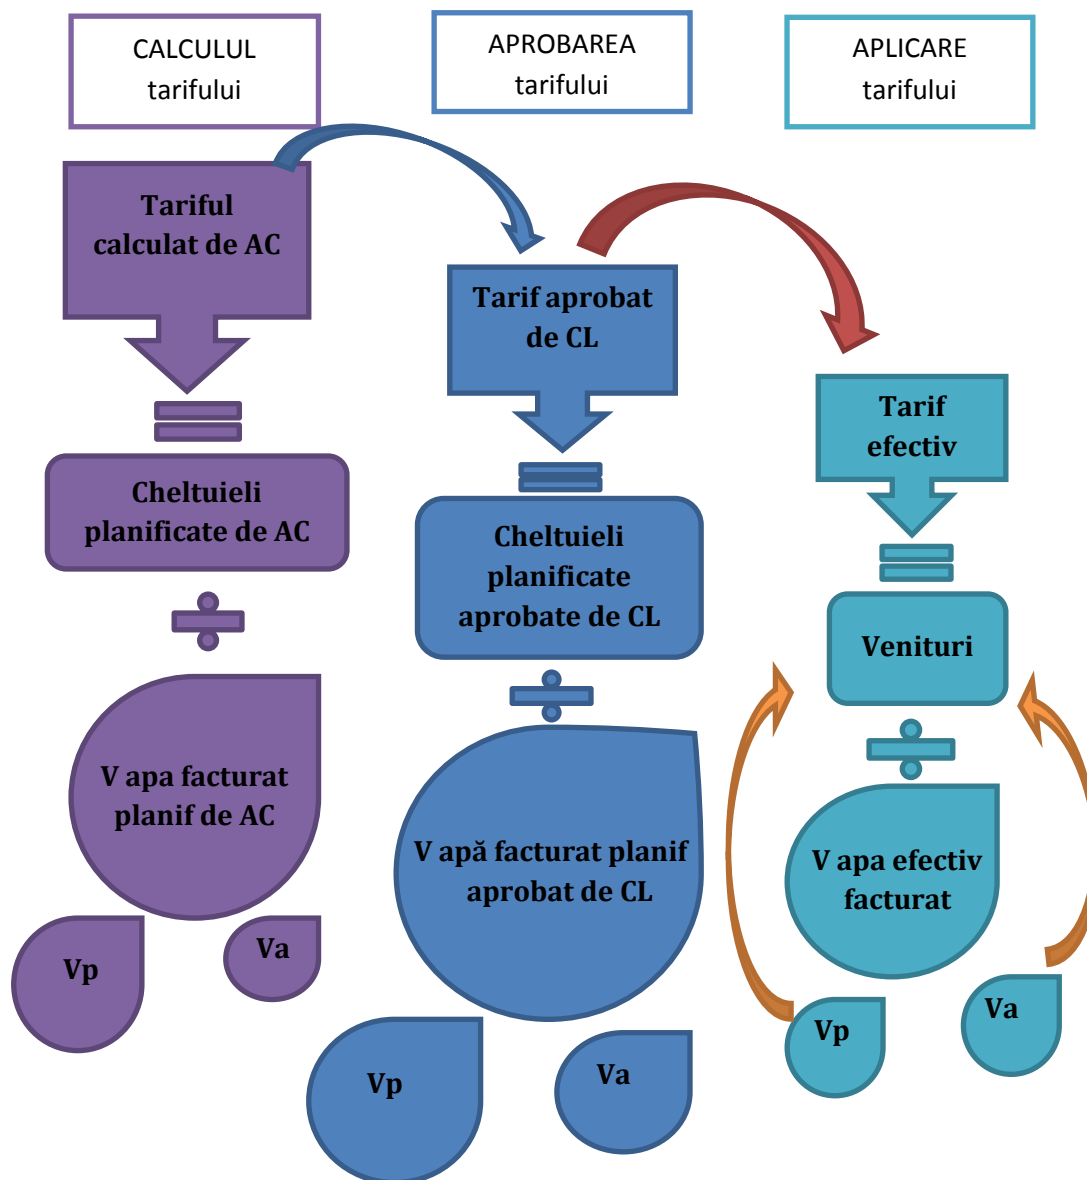 CALCULUL
tarifului
APROBAREA
tarifului
APLICARE
tarifului
Tariful
calculat de AC
Cheltuieli
planificate de AC
V apa facturat
planif de AC
Vp
Va
Tarif aprobat
de CL
Cheltuieli
planificate
aprobate de CL
V apă facturat planif
aprobat de CL
Vp
Va
Tarif
efectiv
Venituri
V apa efectiv
facturat
Vp
Va